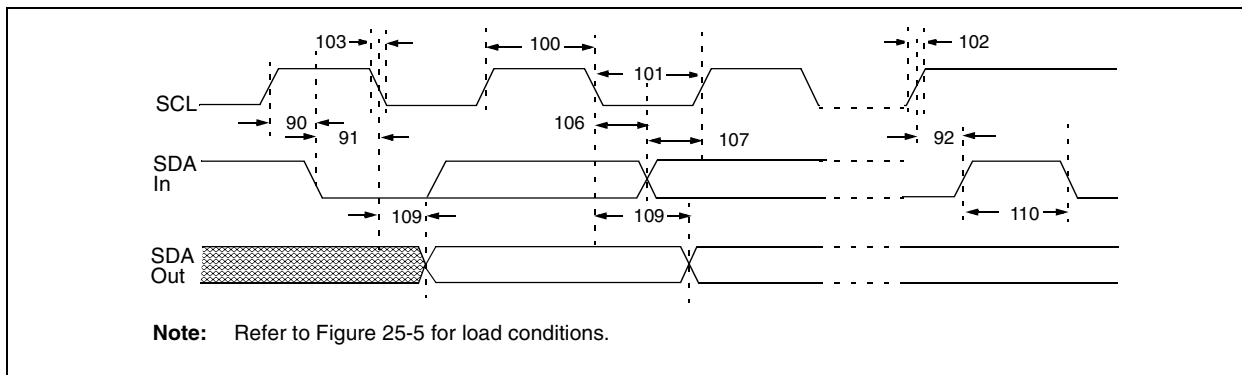 103
100
102
101
SCL
90
91
106
107
92
SDA
In
109
109
110
SDA
Out
Note: Refer to Figure 25-5 for load conditions.